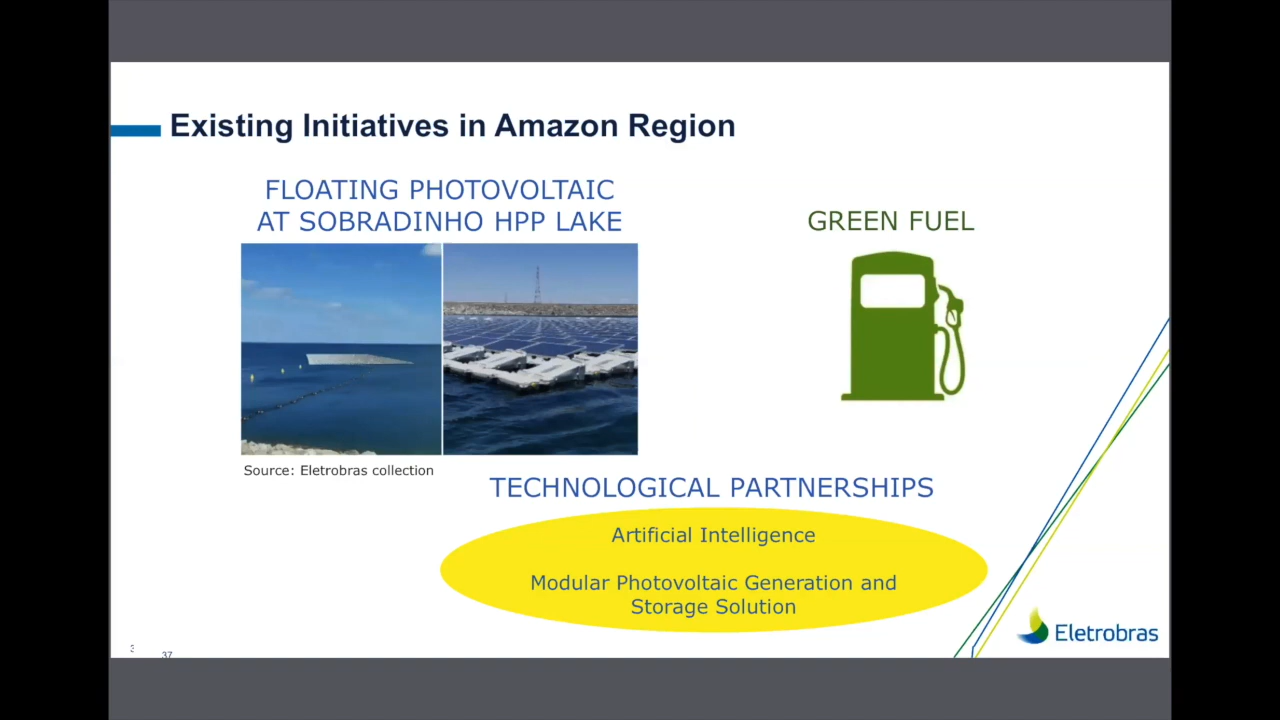 Existing Initiatives in Amazon Region
FLOATING PHOTOVOLTAIC
AT SOBRADINHO HPP LAKE
GREEN FUEL
Source: Eletrobras collection
TECHNOLOGICAL PARTNERSHIPS
Artificial Intelligence
Modular Photovoltaic Generation and
Storage Solution
Eletrobras
37